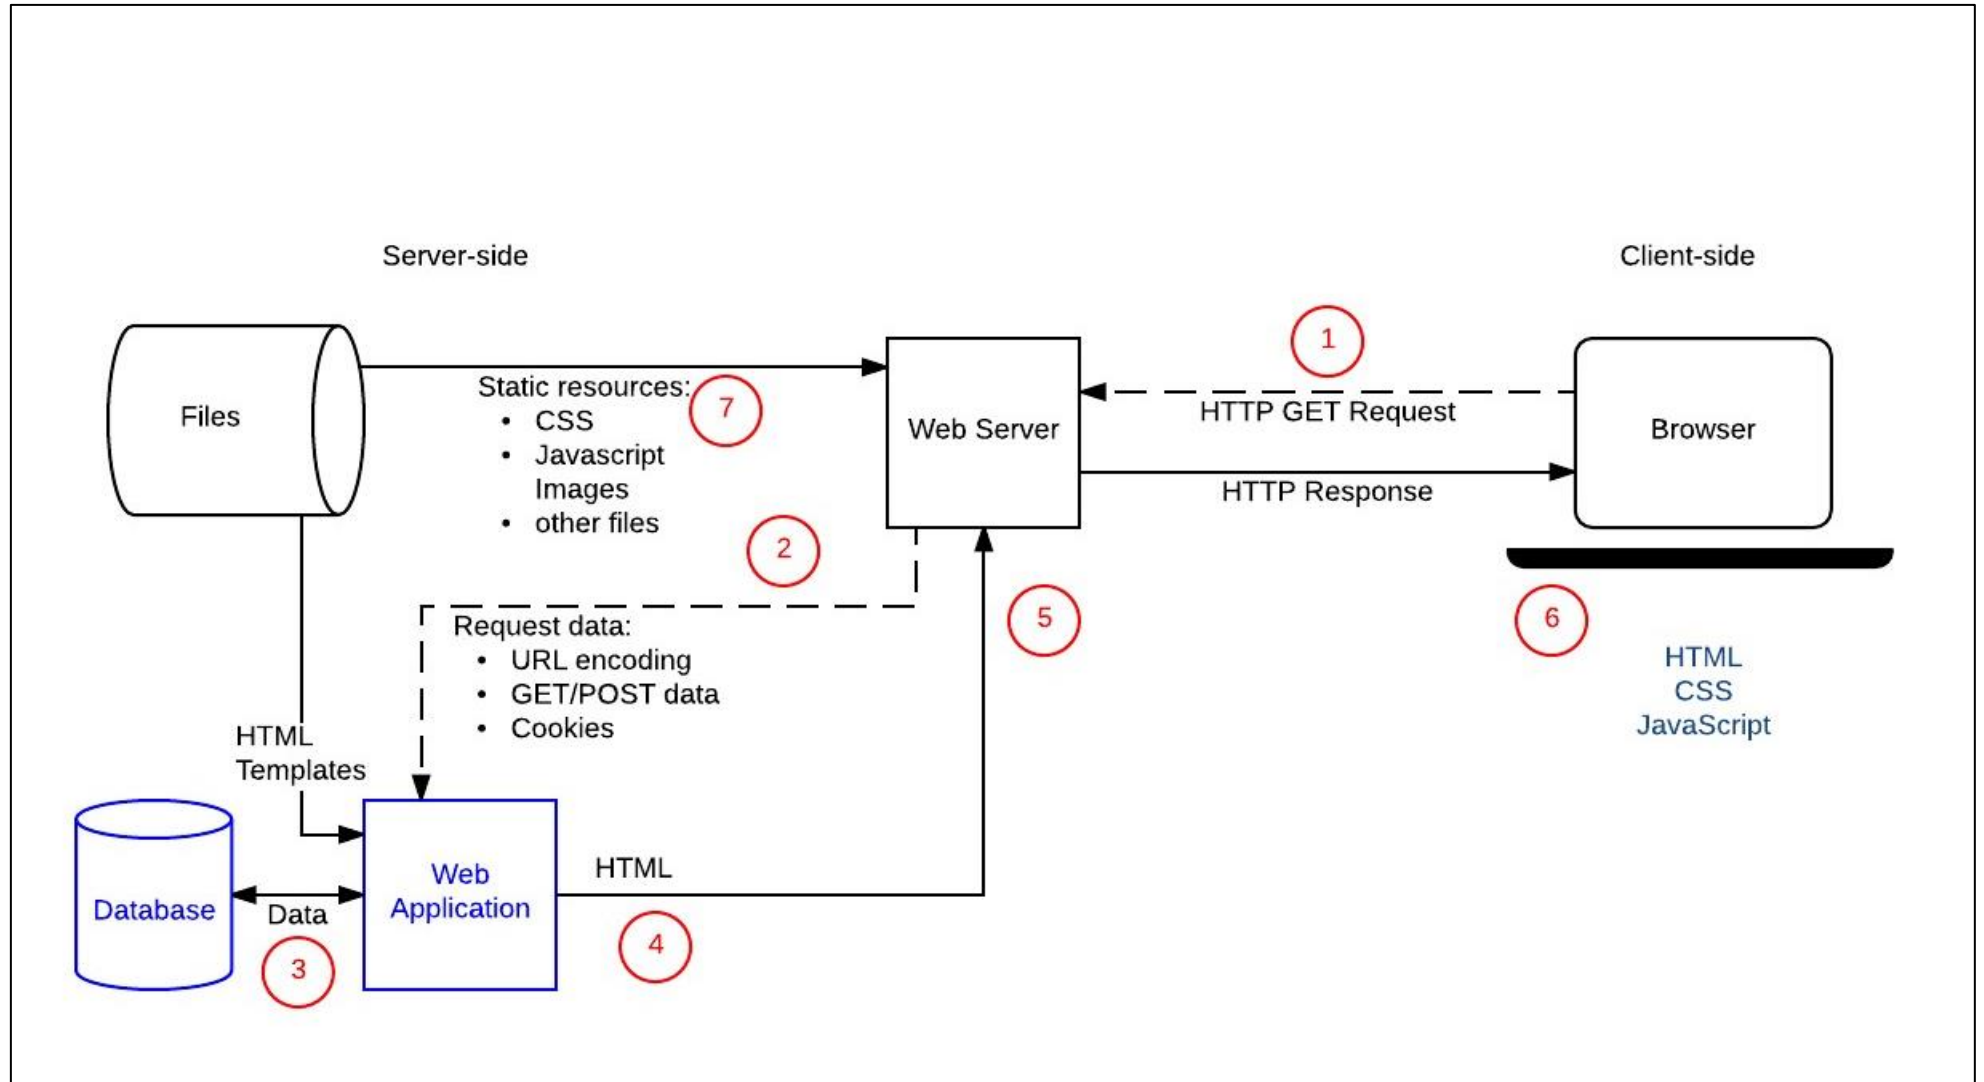 Server-side
Client-side
Files
Static resources:
• CSS
• Javascript
Images
• other files
7
Web Server
1
HTTP GET Request
HTTP Response
Browser
2
Request data:
• URL encoding
• GET/POST data
• Cookies
5
6
HTML
CSS
JavaScript
HTML
Templates
Database
Data
3
Web
Application
HTML
4